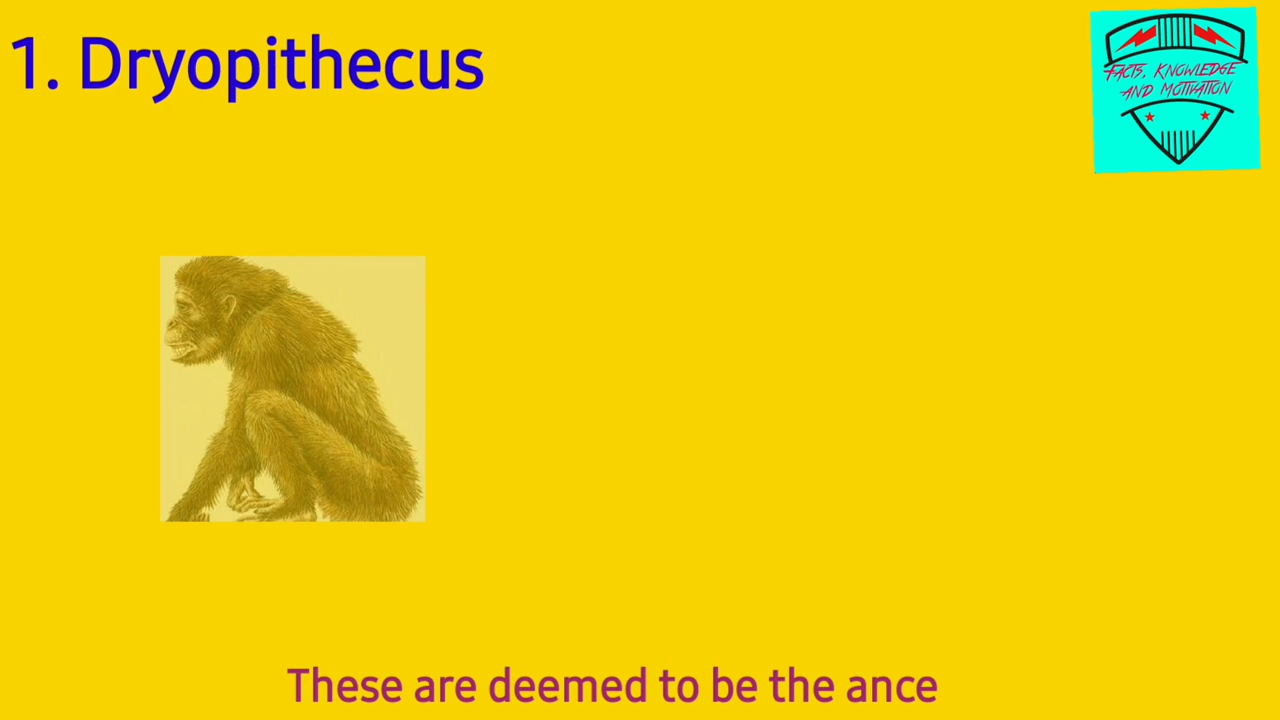 1. Dryopithecus
FACTS, KNOWLEDGE
AND MOTIVATION
These are deemed to be the ance